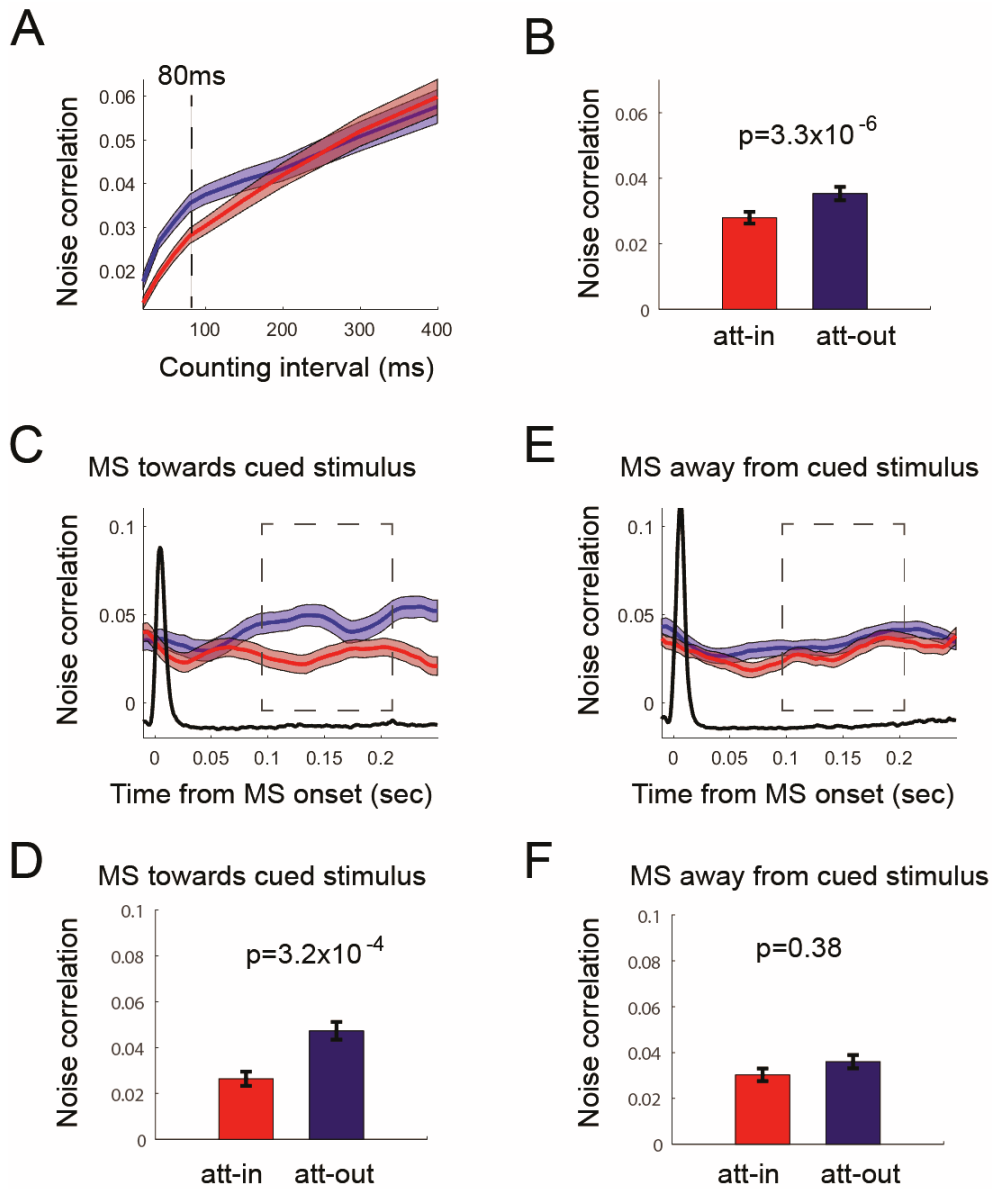 A
80ms
0.06
0.05
0.04
0.03
0.02
Noise correlation
100
200
300
400
Counting interval (ms)
B
0.06
0.04
0.02
0
Noise correlation
p=3.3x10^-6
att-in
att-out
C
MS towards cued stimulus
0.1
0.05
0
Noise correlation
0
0.05
0.1
0.15
0.2
Time from MS onset (sec)
E
MS away from cued stimulus
0.1
0.05
0
Noise correlation
0
0.05
0.1
0.15
0.2
Time from MS onset (sec)
D
MS towards cued stimulus
0.1
0.08
0.06
0.04
0.02
0
Noise correlation
p=3.2x10^-4
att-in
att-out
F
MS away from cued stimulus
0.1
0.08
0.06
0.04
0.02
0
Noise correlation
p=0.38
att-in
att-out